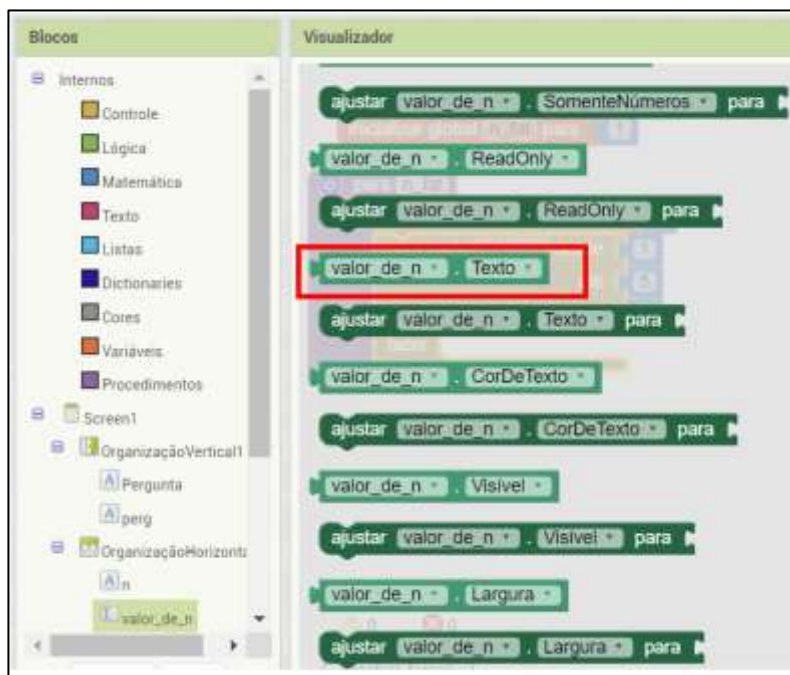 Blocos
Visualizador
Internos
Controle
Lógica
Matemática
Texto
Listas
Dictionaries
Cores
Variáveis
Procedimentos
Screen1
OrganizaçãoVertical1
Pergunta
perg
OrganizaçãoHorizonta
n
valor_de_n
ajustar valor_de_n . SomenteNúmeros para
valor_de_n . ReadOnly
ajustar valor_de_n . ReadOnly para
valor_de_n . Texto
ajustar valor_de_n . Texto para
valor_de_n . CorDeTexto
ajustar valor_de_n . CorDeTexto para
valor_de_n . Visível
ajustar valor_de_n . Visível para
valor_de_n . Largura
0 0
ajustar valor_de_n . Largura para